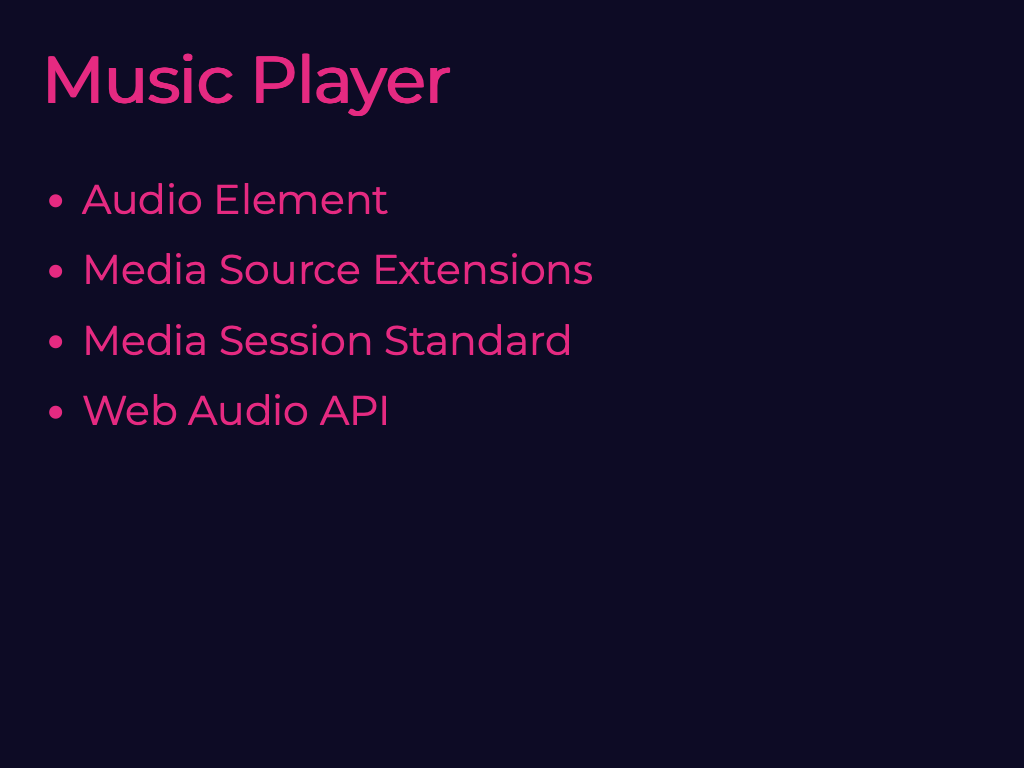 Music Player
• Audio Element
• Media Source Extensions
• Media Session Standard
• Web Audio API